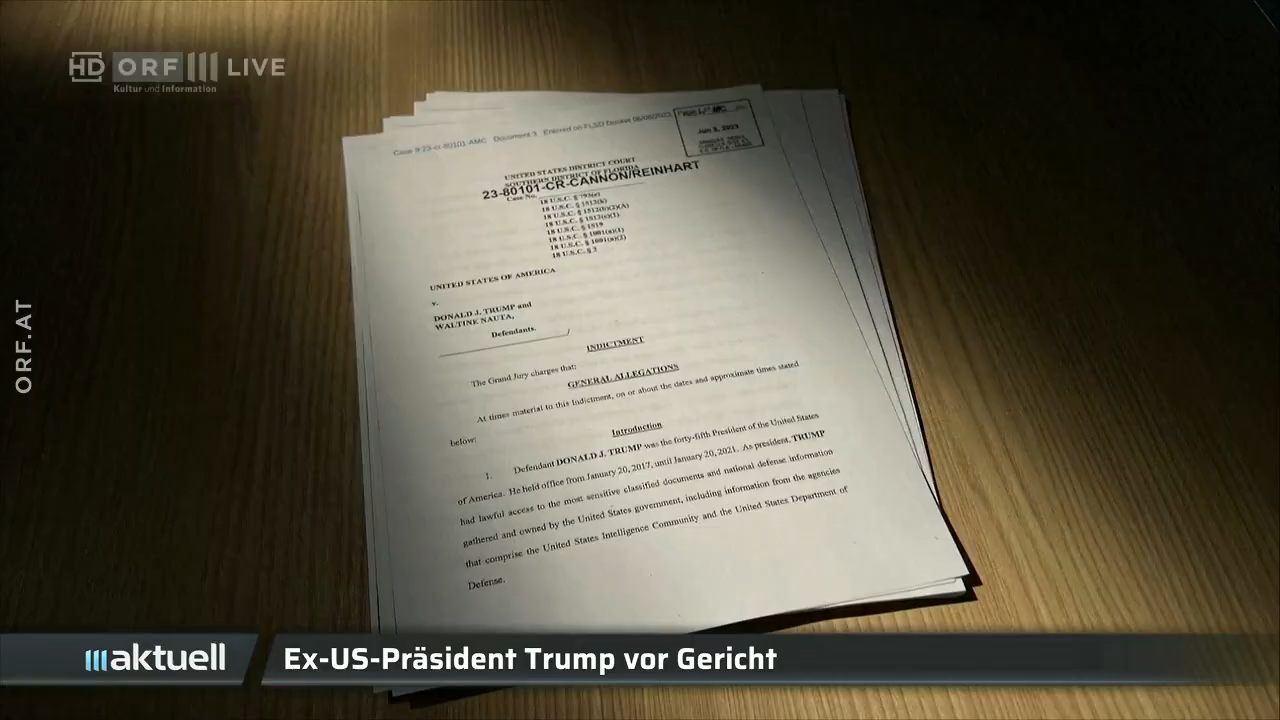 HD ORF III LIVE
Kultur und Information
ORF.AT
Case 9:23-cr-80101-AMC Document 3 Entered on FLSD Docket 06/08/2023
Jun 8, 2023
UNITED STATES DISTRICT COURT
SOUTHERN DISTRICT OF FLORIDA
23-80101-CR-CANNON/REINHART
Case No.
18 U.S.C. § 793(e)
18 U.S.C. § 1512(k)
18 U.S.C. § 1512(b)(2)(A)
18 U.S.C. § 1512(c)(1)
18 U.S.C. § 1519
18 U.S.C. § 1001(a)(1)
18 U.S.C. § 1001(a)(2)
18 U.S.C. § 2
UNITED STATES OF AMERICA
v.
DONALD J. TRUMP and
WALTINE NAUTA,
Defendants.
INDICTMENT
The Grand Jury charges that:
GENERAL ALLEGATIONS
At times material to this Indictment, on or about the dates and approximate times stated
below:
Introduction
1. Defendant DONALD J. TRUMP was the forty-fifth President of the United States
of America. He held office from January 20, 2017, until January 20, 2021. As president, TRUMP
had lawful access to the most sensitive classified documents and national defense information
gathered and owned by the United States government, including information from the agencies
that comprise the United States Intelligence Community and the United States Department of
Defense.
aktuell
Ex-US-Präsident Trump vor Gericht